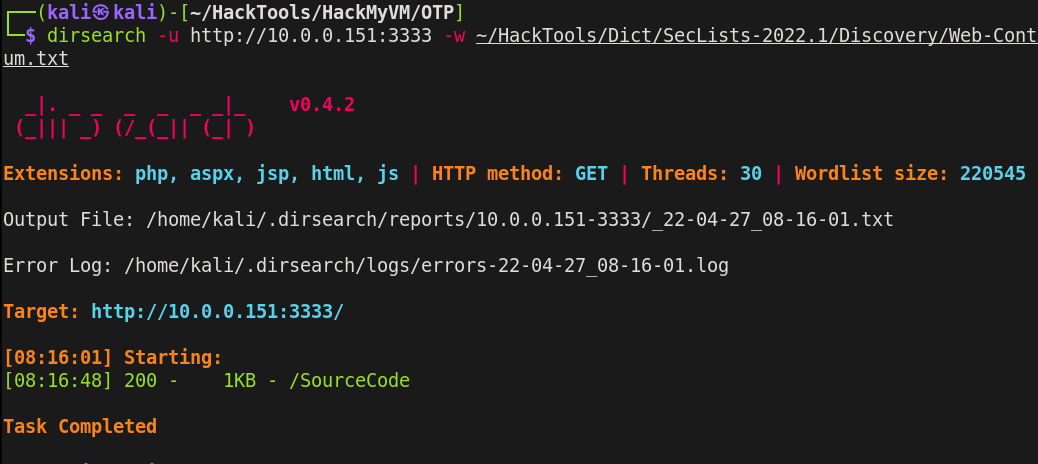 ┌──(kali㉿kali)-[~/HackTools/HackMyVM/OTP]
└─$ dirsearch -u http://10.0.0.151:3333 -w ~/HackTools/Dict/SecLists-2022.1/Discovery/Web-Cont
um.txt
v0.4.2
Extensions: php, aspx, jsp, html, js | HTTP method: GET | Threads: 30 | Wordlist size: 220545
Output File: /home/kali/.dirsearch/reports/10.0.0.151-3333/_22-04-27_08-16-01.txt
Error Log: /home/kali/.dirsearch/logs/errors-22-04-27_08-16-01.log
Target: http://10.0.0.151:3333/
[08:16:01] Starting:
[08:16:48] 200 -    1KB - /SourceCode
Task Completed